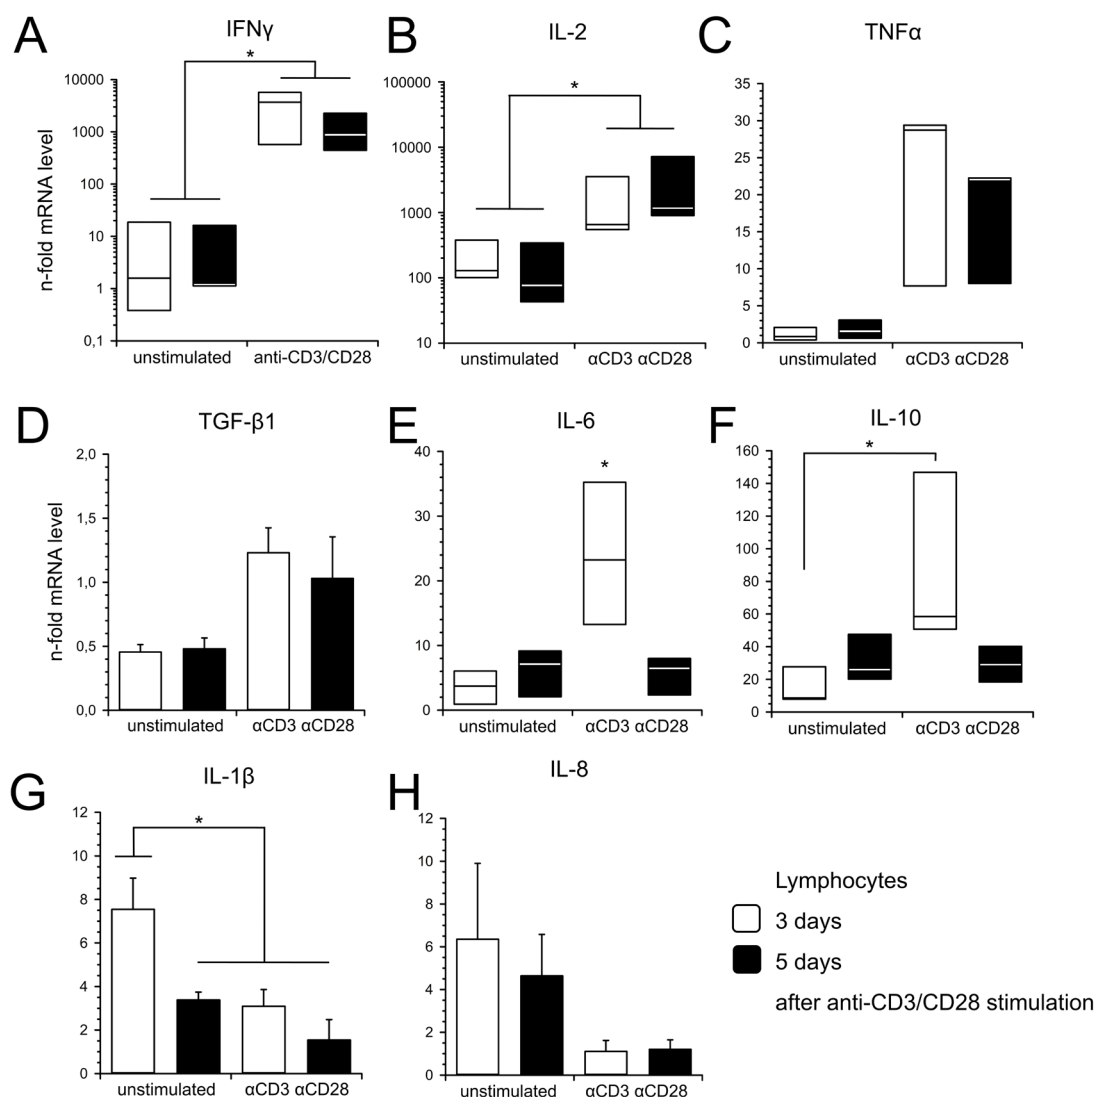 A
IFNγ
*
n-fold mRNA level
10000
1000
100
10
1
0,1
unstimulated
anti-CD3/CD28
B
IL-2
*
100000
10000
1000
100
10
unstimulated
αCD3 αCD28
C
TNFα
35
30
25
20
15
10
5
0
unstimulated
αCD3 αCD28
D
TGF-β1
n-fold mRNA level
2,0
1,5
1,0
0,5
0,0
unstimulated
αCD3 αCD28
E
IL-6
*
40
30
20
10
0
unstimulated
αCD3 αCD28
F
IL-10
*
160
140
120
100
80
60
40
20
0
unstimulated
αCD3 αCD28
G
IL-1β
*
12
10
8
6
4
2
0
unstimulated
αCD3 αCD28
H
IL-8
12
10
8
6
4
2
0
unstimulated
αCD3 αCD28
Lymphocytes
3 days
5 days
after anti-CD3/CD28 stimulation